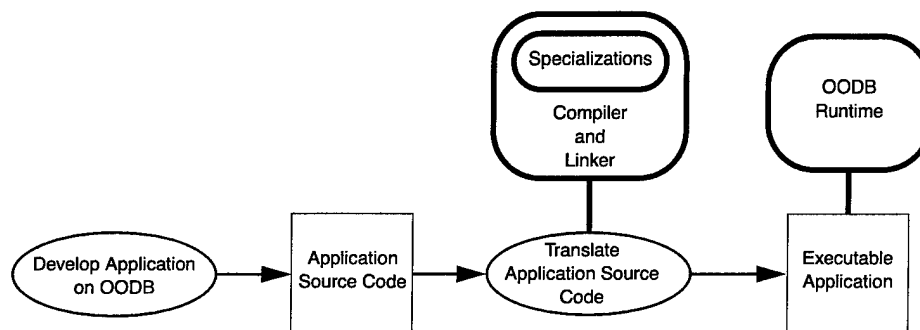 Specializations
Compiler
and
Linker
OODB
Runtime
Develop Application
on OODB
Application
Source Code
Translate
Application Source
Code
Executable
Application